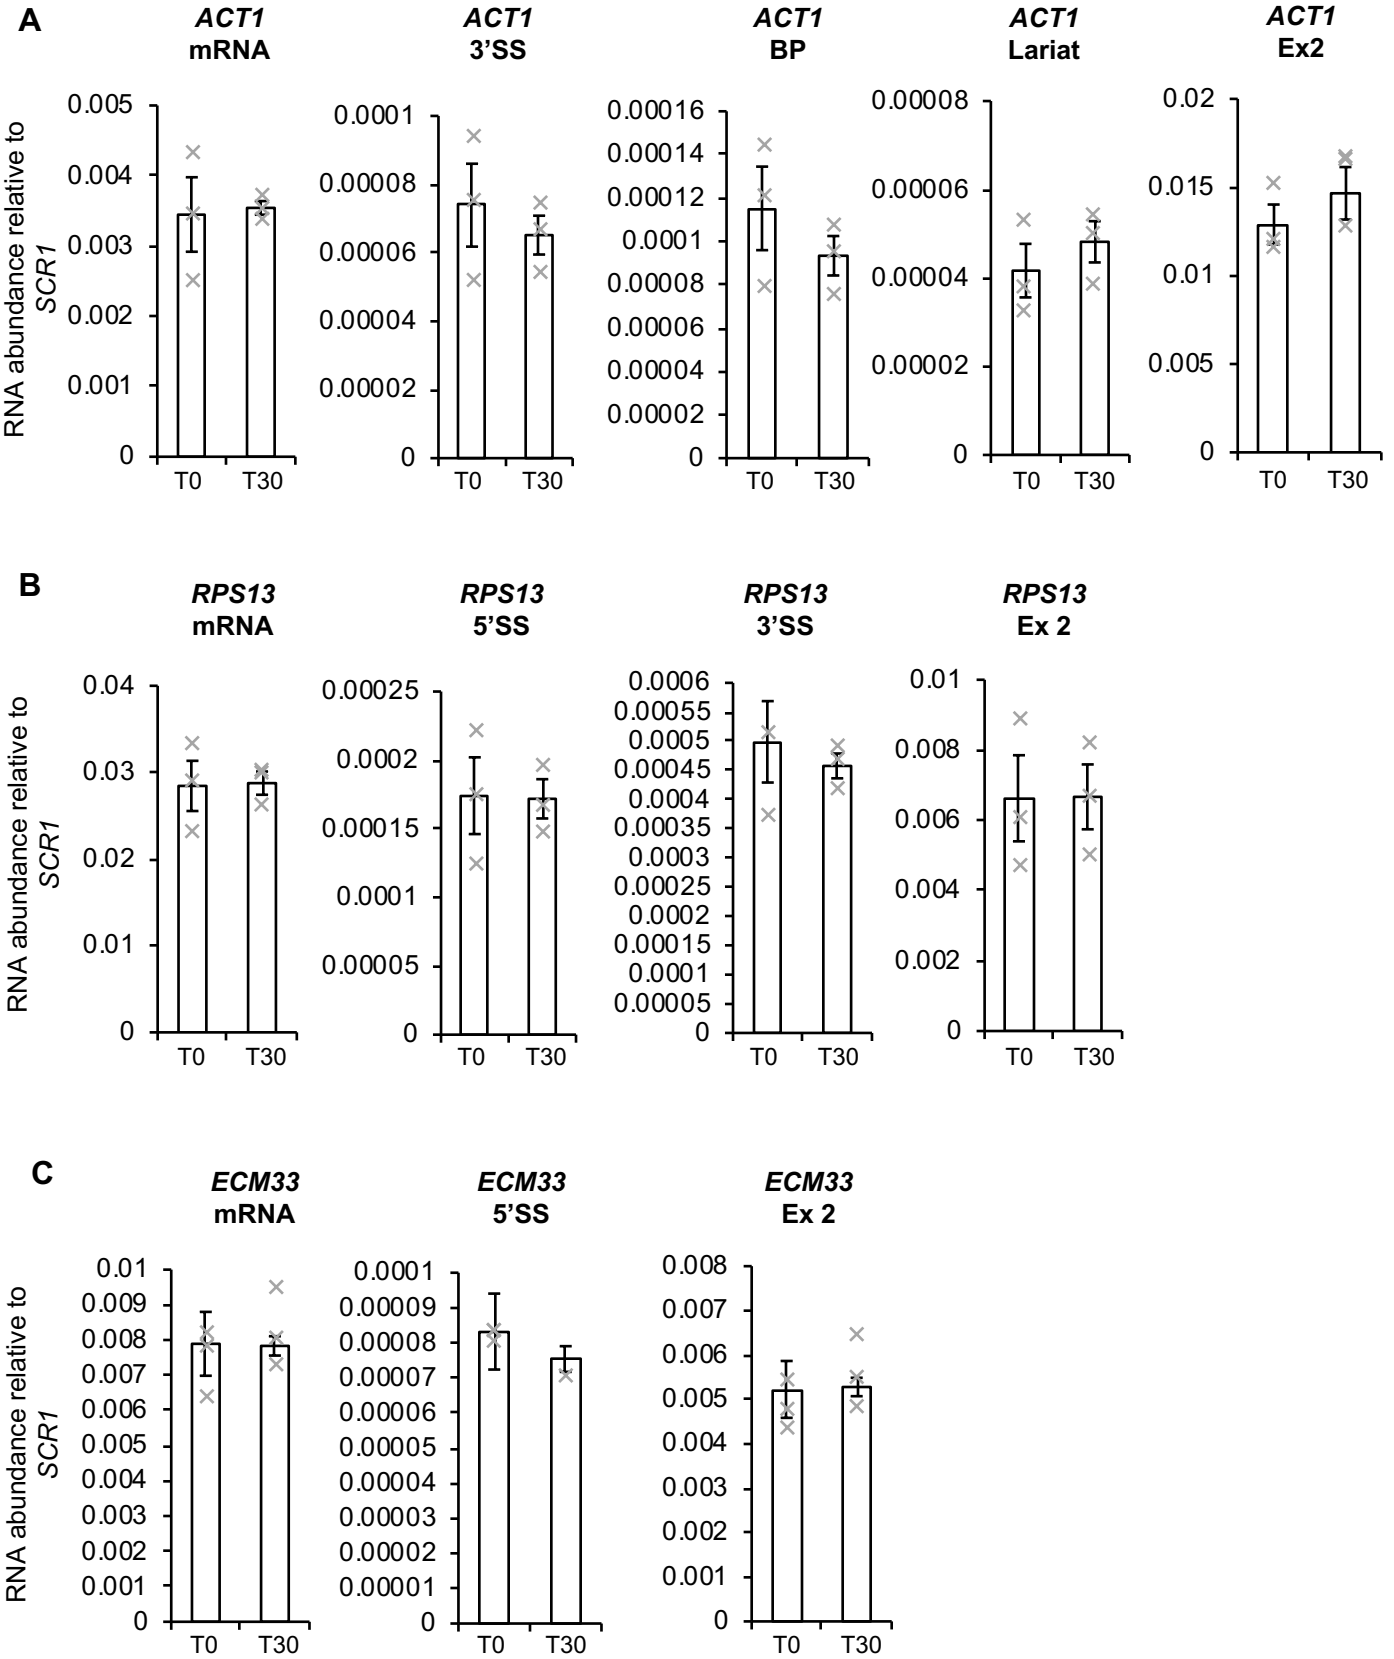 A
ACT1
mRNA
ACT1
3’SS
ACT1
BP
ACT1
Lariat
ACT1
Ex2
RNA abundance relative to
SCR1
0.005
0.004
0.003
0.002
0.001
0
T0 T30
0.0001
0.00008
0.00006
0.00004
0.00002
0
T0 T30
0.00016
0.00014
0.00012
0.0001
0.00008
0.00006
0.00004
0.00002
0
T0 T30
0.00008
0.00006
0.00004
0.00002
0
T0 T30
0.02
0.015
0.01
0.005
0
T0 T30
B
RPS13
mRNA
RPS13
5’SS
RPS13
3’SS
RPS13
Ex 2
RNA abundance relative to
SCR1
0.04
0.03
0.02
0.01
0
T0 T30
0.00025
0.0002
0.00015
0.0001
0.00005
0
T0 T30
0.0006
0.00055
0.0005
0.00045
0.0004
0.00035
0.0003
0.00025
0.0002
0.00015
0.0001
0.00005
0
T0 T30
0.01
0.008
0.006
0.004
0.002
0
T0 T30
C
ECM33
mRNA
ECM33
5’SS
ECM33
Ex 2
RNA abundance relative to
SCR1
0.01
0.009
0.008
0.007
0.006
0.005
0.004
0.003
0.002
0.001
0
T0 T30
0.0001
0.00009
0.00008
0.00007
0.00006
0.00005
0.00004
0.00003
0.00002
0.00001
0
T0 T30
0.008
0.007
0.006
0.005
0.004
0.003
0.002
0.001
0
T0 T30